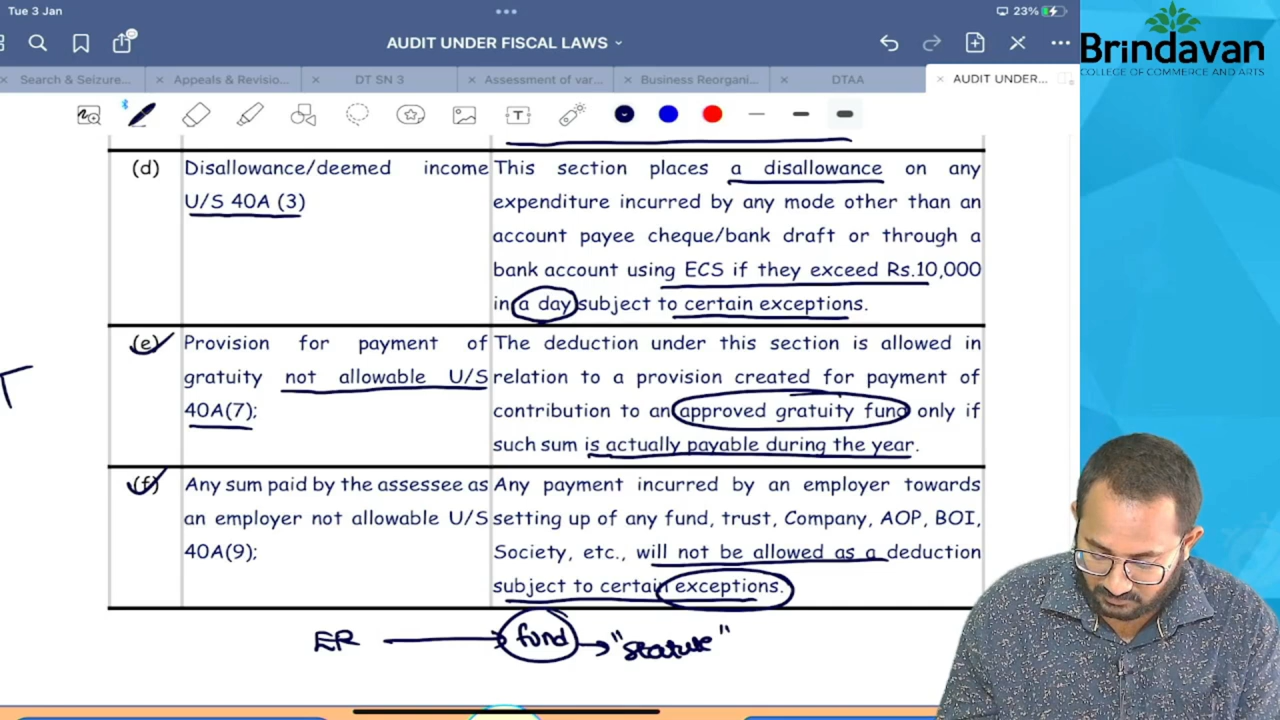 Tue 3 Jan
23%
AUDIT UNDER FISCAL LAWS
Brindavan
COLLEGE OF COMMERCE AND ARTS
Search & Seizure...
Appeals & Revisio...
DT SN 3
Assessment of var...
Business Reorgani...
DTAA
AUDIT UNDER...
T
(d)
Disallowance/deemed income
U/S 40A (3)
This section places a disallowance on any
expenditure incurred by any mode other than an
account payee cheque/bank draft or through a
bank account using ECS if they exceed Rs.10,000
in a day subject to certain exceptions.
(e)
Provision for payment of
gratuity not allowable U/S
40A(7);
The deduction under this section is allowed in
relation to a provision created for payment of
contribution to an approved gratuity fund only if
such sum is actually payable during the year.
(f)
Any sum paid by the assessee as
an employer not allowable U/S
40A(9);
Any payment incurred by an employer towards
setting up of any fund, trust, Company, AOP, BOI,
Society, etc., will not be allowed as a deduction
subject to certain exceptions.
ER fund "Statute"